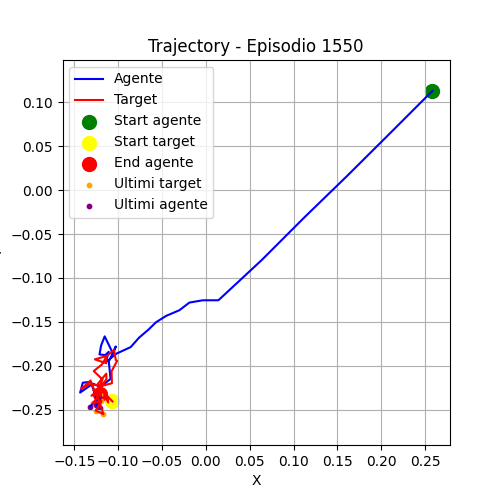 Trajectory - Episodio 1550
Agente
Target
Start agente
Start target
End agente
Ultimi target
Ultimi agente
0.10
0.05
0.00
−0.05
−0.10
−0.15
−0.20
−0.25
−0.15 −0.10 −0.05 0.00 0.05 0.10 0.15 0.20 0.25
X